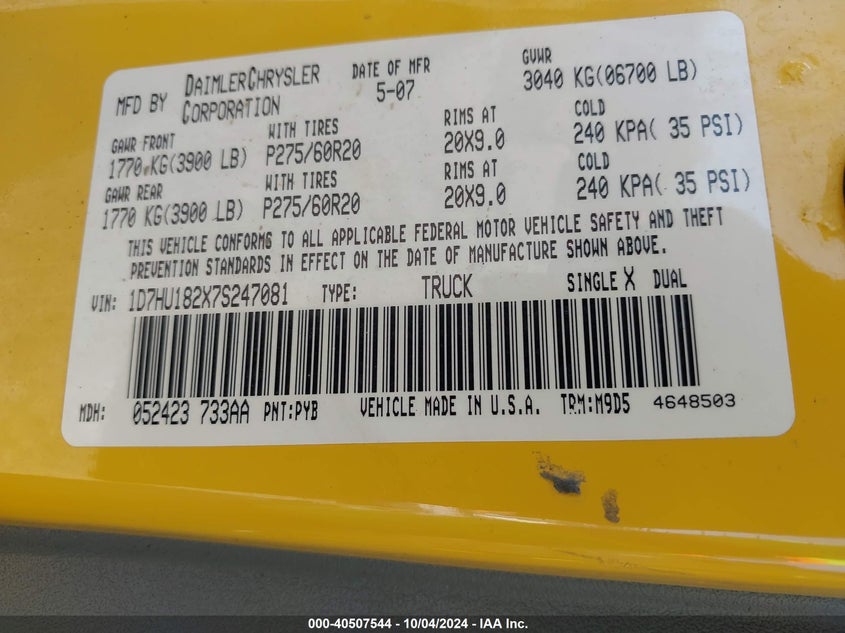 MFD BY DAIMLERCHRYSLER CORPORATION DATE OF MFR 5-07 GVWR 3040 KG(06700 LB)
GAWR FRONT WITH TIRES RIMS AT COLD
1770 KG(3900 LB) P275/60R20 20X9.0 240 KPA( 35 PSI)
GAWR REAR WITH TIRES RIMS AT COLD
1770 KG(3900 LB) P275/60R20 20X9.0 240 KPA( 35 PSI)
THIS VEHICLE CONFORMS TO ALL APPLICABLE FEDERAL MOTOR VEHICLE SAFETY AND THEFT
PREVENTION STANDARDS IN EFFECT ON THE DATE OF MANUFACTURE SHOWN ABOVE.
VIN: 1D7HU182X7S247081 TYPE: TRUCK SINGLE X DUAL
MDH: 052423 733AA PNT:PYB VEHICLE MADE IN U.S.A. TRM:M9D5 4648503
000-40507544 - 10/04/2024 - IAA Inc.